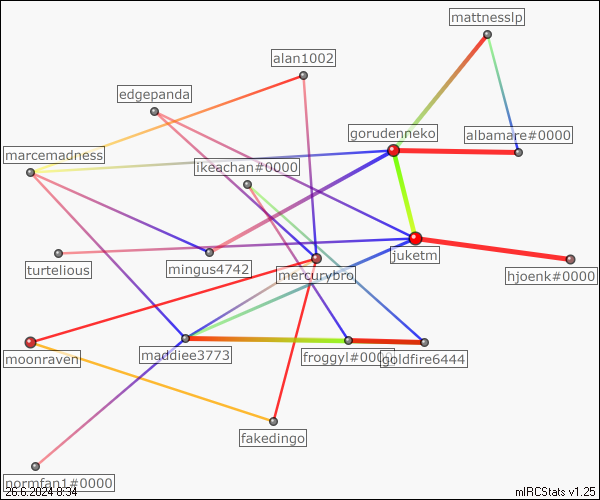 mattnesslp
alan1002
edgepanda
gorudenneko
albamare#0000
marcemadness
ikeachan#0000
turtelious
mingus4742
juketm
mercurybro
hjoenk#0000
moonraven
maddiee3773
froggyl#0000
goldfire6444
fakedingo
normfan1#0000
26.6.2024 8:34
mIRCStats v1.25